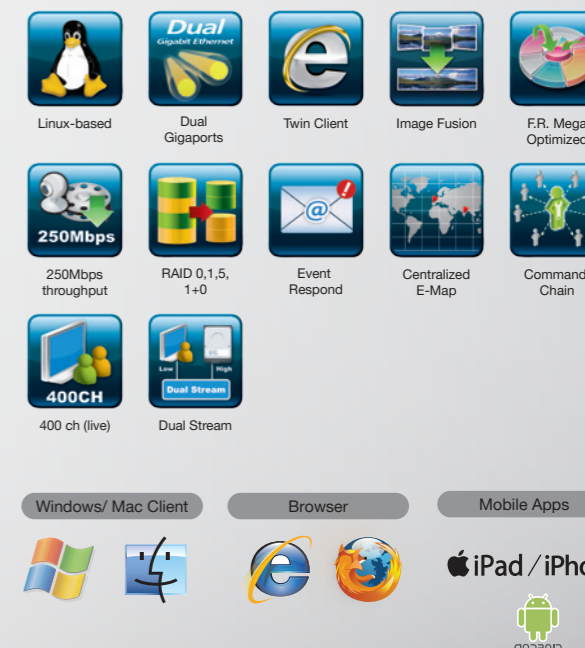 Dual
Gigabit Ethernet
Linux-based
Dual
Gigaports
Twin Client
Image Fusion
F.R. Mega
Optimized
250Mbps
@
!
250Mbps
throughput
RAID 0,1,5,
1+0
Event
Respond
Centralized
E-Map
Command
Chain
400CH
Low
High
Dual Stream
400 ch (live)
Dual Stream
Windows/ Mac Client
Browser
Mobile Apps
iPad / iPho
ANDROID